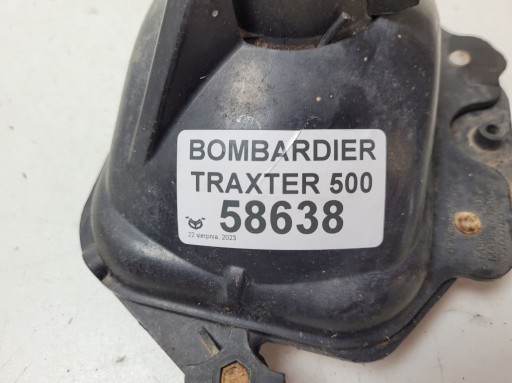 BOMBARDIER
TRAXTER 500
58638
22 sierpnia, 2023